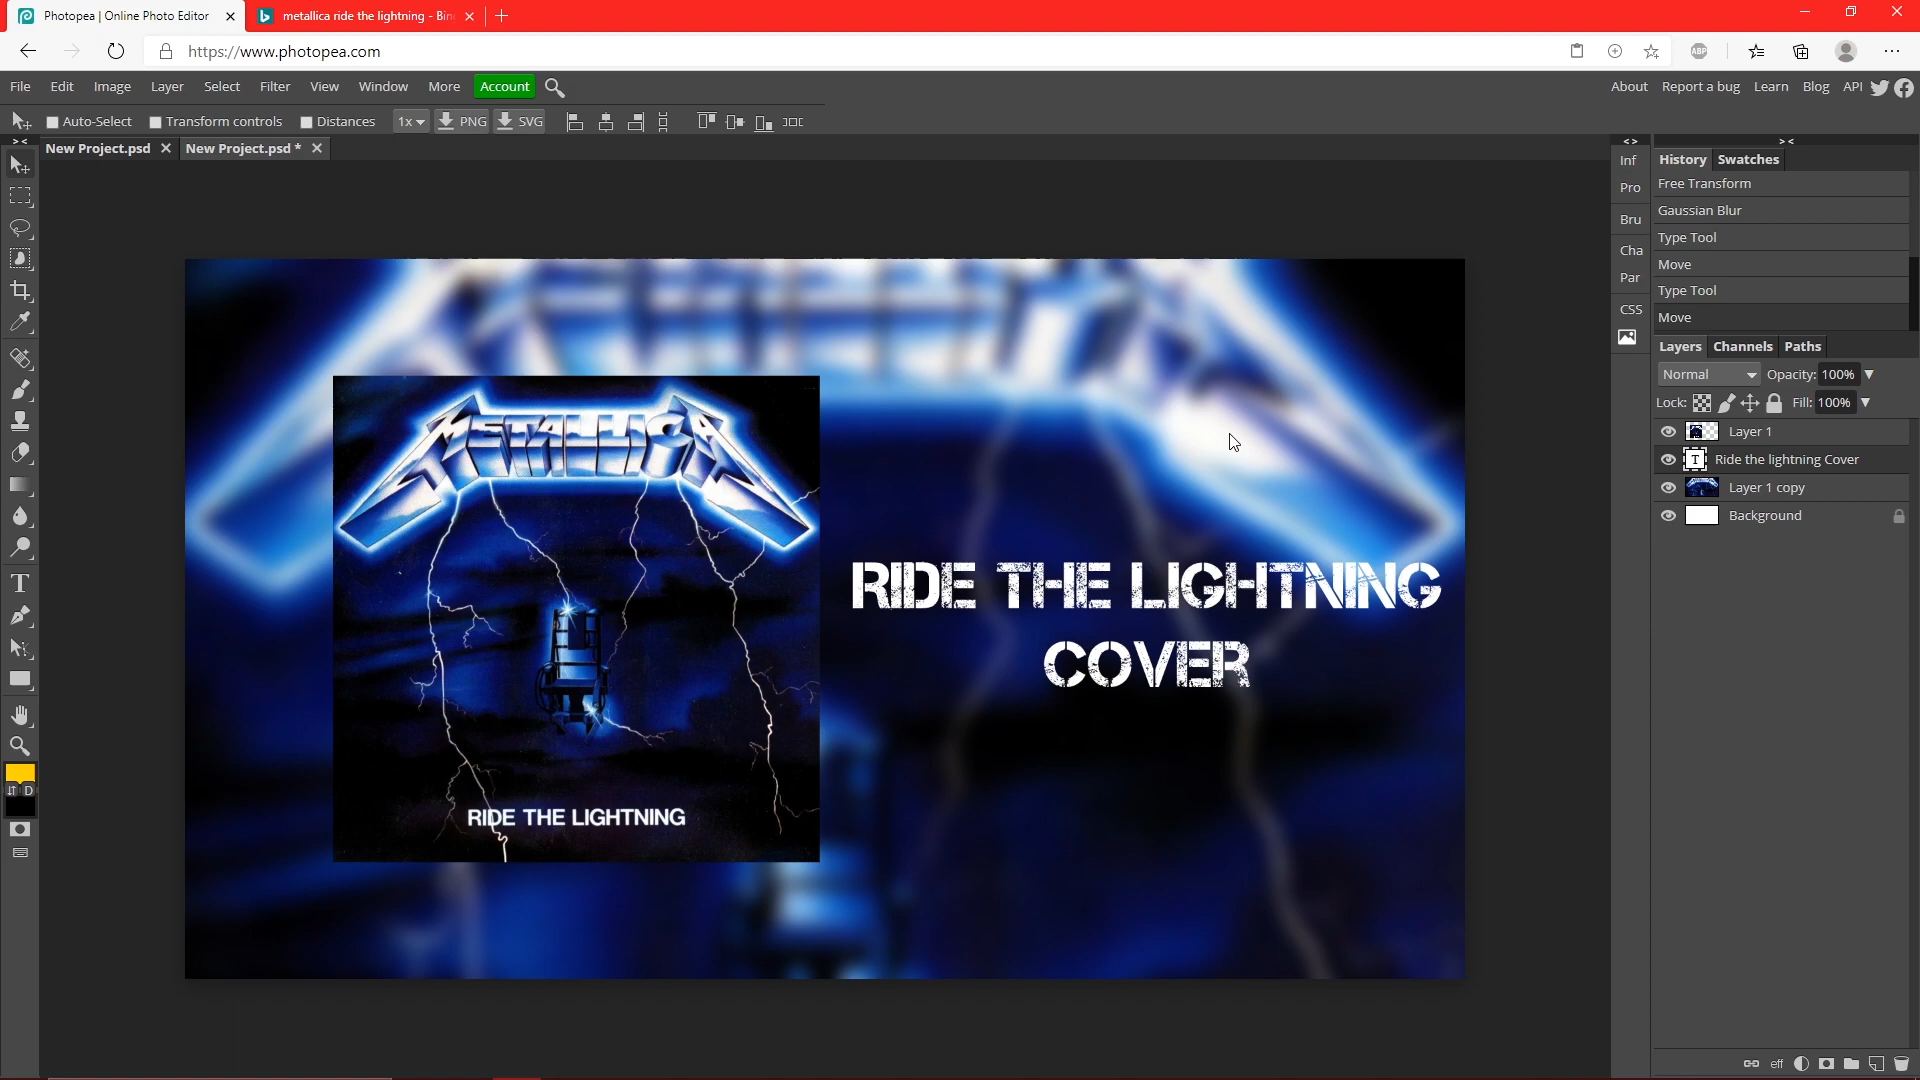 Photopea | Online Photo Editor
metallica ride the lightning - Bin
https://www.photopea.com
ABP
File Edit Image Layer Select Filter View Window More Account
About Report a bug Learn Blog API
Auto-Select Transform controls Distances 1x PNG SVG
New Project.psd New Project.psd *
Inf
Pro
Bru
Cha
Par
CSS
History Swatches
Free Transform
Gaussian Blur
Type Tool
Move
Type Tool
Move
Layers Channels Paths
Normal Opacity: 100%
Lock: Fill: 100%
Layer 1
T Ride the lightning Cover
Layer 1 copy
Background
eff
T
D
METALLICA
RIDE THE LIGHTNING
RIDE THE LIGHTNING
COVER